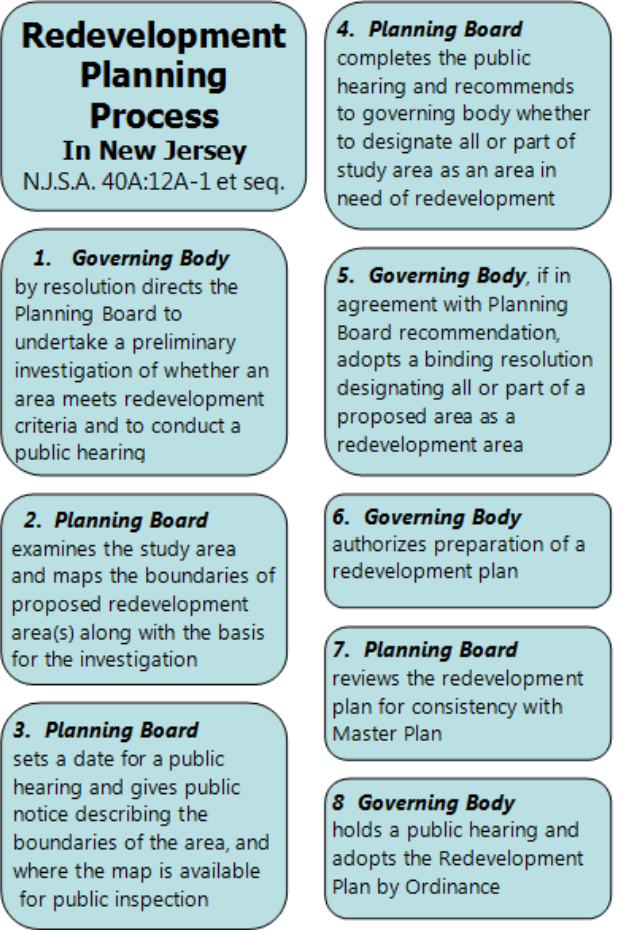 Redevelopment
Planning
Process
In New Jersey
N.J.S.A. 40A:12A-1 et seq.
1. Governing Body
by resolution directs the
Planning Board to
undertake a preliminary
investigation of whether an
area meets redevelopment
criteria and to conduct a
public hearing
2. Planning Board
examines the study area
and maps the boundaries of
proposed redevelopment
area(s) along with the basis
for the investigation
3. Planning Board
sets a date for a public
hearing and gives public
notice describing the
boundaries of the area, and
where the map is available
for public inspection
4. Planning Board
completes the public
hearing and recommends
to governing body whether
to designate all or part of
study area as an area in
need of redevelopment
5. Governing Body, if in
agreement with Planning
Board recommendation,
adopts a binding resolution
designating all or part of a
proposed area as a
redevelopment area
6. Governing Body
authorizes preparation of a
redevelopment plan
7. Planning Board
reviews the redevelopment
plan for consistency with
Master Plan
8 Governing Body
holds a public hearing and
adopts the Redevelopment
Plan by Ordinance